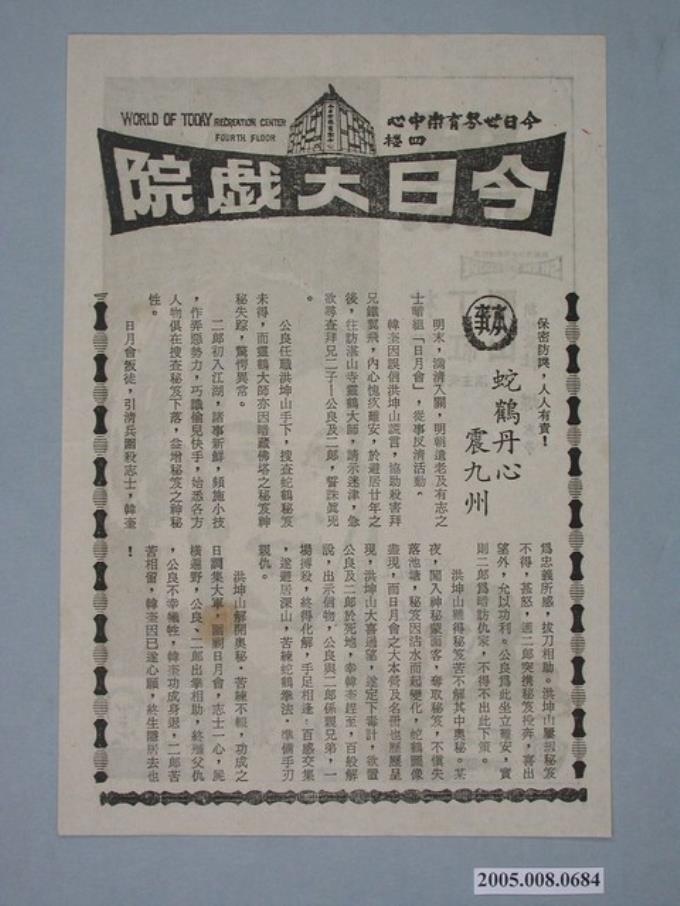 WORLD OF TODAY RECREATION CENTER
FOURTH FLOOR
今日世界育樂中心
四樓
今日大戲院
保密防諜，人人有責！
本事
蛇鶴丹心
震九州
明末，滿清入關，明朝遺老及有志之
士暗組「日月會」，從事反清活動。
韓奎因誤信洪坤山謊言，協助殺害拜
兄鐵翼飛，內心愧疚難安，於避居廿年之
後，往訪湛山寺靈鶴大師，請示迷津，急
欲尋查拜兄二子－公良及二郎，誓誅眞兇
。
公良任職洪坤山手下，搜查蛇鶴秘笈
未得，而靈鶴大師亦因暗藏佛塔之秘笈神
秘失踪，驚愕異常。
二郎初入江湖，諸事新鮮，頻施小技
，作弄惡勢力，巧識偷兒快手，始悉各方
人物俱在搜查秘笈下落，益增秘笈之神秘
性。
日月會叛徒，引清兵圍殺志士，韓奎
爲忠義所感，拔刀相助。洪坤山屢搜秘笈
不得，甚怒，適二郎突携秘笈投奔，喜出
望外，允以功利。公良爲此坐立難安，實
則二郎爲暗訪仇家，不得不出此下策。
洪坤山雖得秘笈苦不解其中奧秘。某
夜，闖入神秘蒙面客，奪取秘笈，不愼失
落池塘，秘笈因沾水而起變化，蛇鶴圖像
盡現，而日月會之大本營及名冊也歷歷呈
現，洪坤山大喜過望，遂定下毒計，欲置
公良及二郎於死地，幸韓奎趕至，百般解
說，出示信物，公良與二郎係親兄弟，一
場搏殺，終得化解，手足相逢，百感交集
，遂避居深山，苦練蛇鶴拳法，準備手刃
親仇。
洪坤山解開奧秘，苦練不輟，功成之
日調集大軍，圍剿日月會，志士一心，屍
橫遍野，公良、二郎出拳相助，終殲父仇
，公良不幸犧牲，韓奎功成身退，二郎苦
苦相留，韓奎因已遂心願，終生隱居去也
！
2005.008.0684